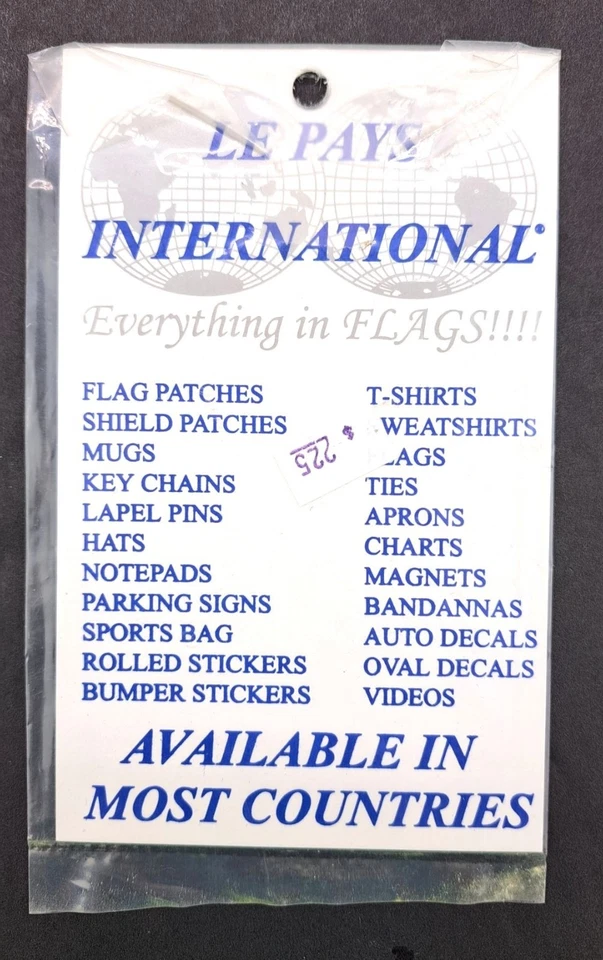 LE PAYS
INTERNATIONAL®
Everything in FLAGS!!!!
FLAG PATCHES
SHIELD PATCHES
MUGS
KEY CHAINS
LAPEL PINS
HATS
NOTEPADS
PARKING SIGNS
SPORTS BAG
ROLLED STICKERS
BUMPER STICKERS
$ 225
T-SHIRTS
WEATSHIRTS
LAGS
TIES
APRONS
CHARTS
MAGNETS
BANDANNAS
AUTO DECALS
OVAL DECALS
VIDEOS
AVAILABLE IN
MOST COUNTRIES